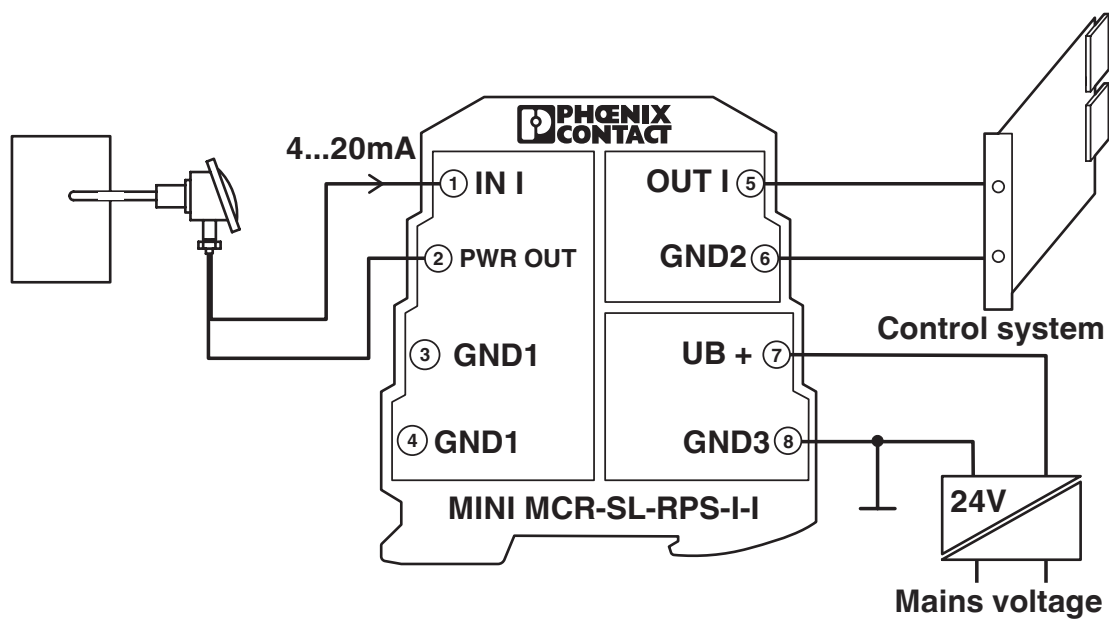 PHŒNIX
CONTACT
4...20mA
1 IN I
OUT I 5
2 PWR OUT
GND2 6
Control system
3 GND1
UB + 7
4 GND1
GND3 8
24V
MINI MCR-SL-RPS-I-I
Mains voltage